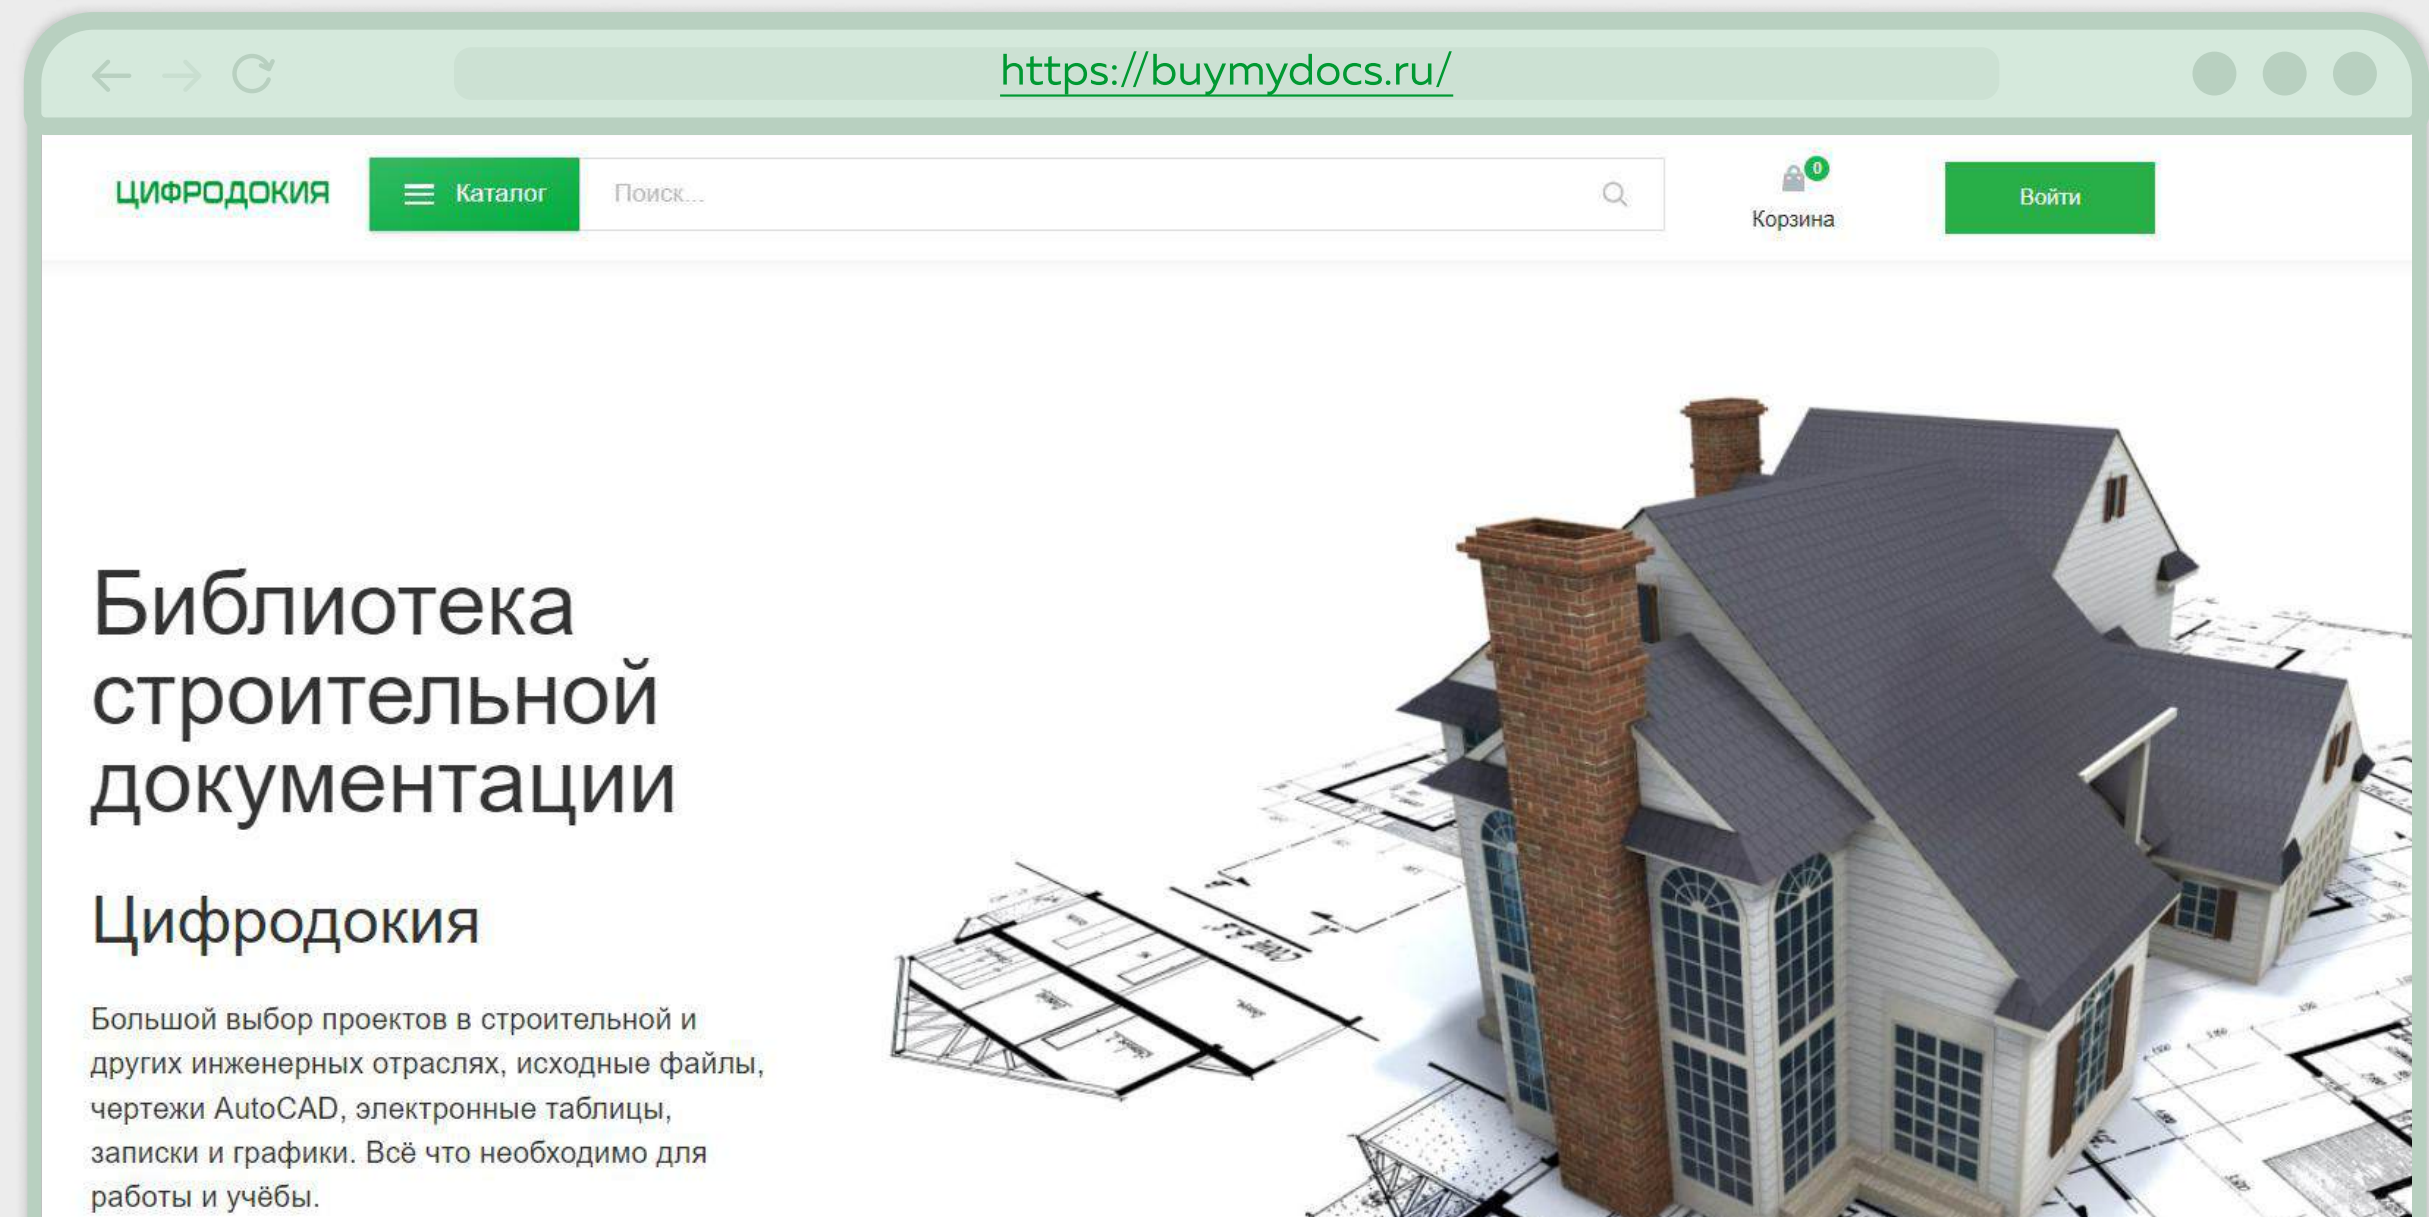 https://buymydocs.ru/
ЦИФРОДОКИЯ
Каталог
Поиск...
0
Корзина
Войти
Библиотека
строительной
документации
Цифродокия
Большой выбор проектов в строительной и
других инженерных отраслях, исходные файлы,
чертежи AutoCAD, электронные таблицы,
записки и графики. Всё что необходимо для
работы и учёбы.